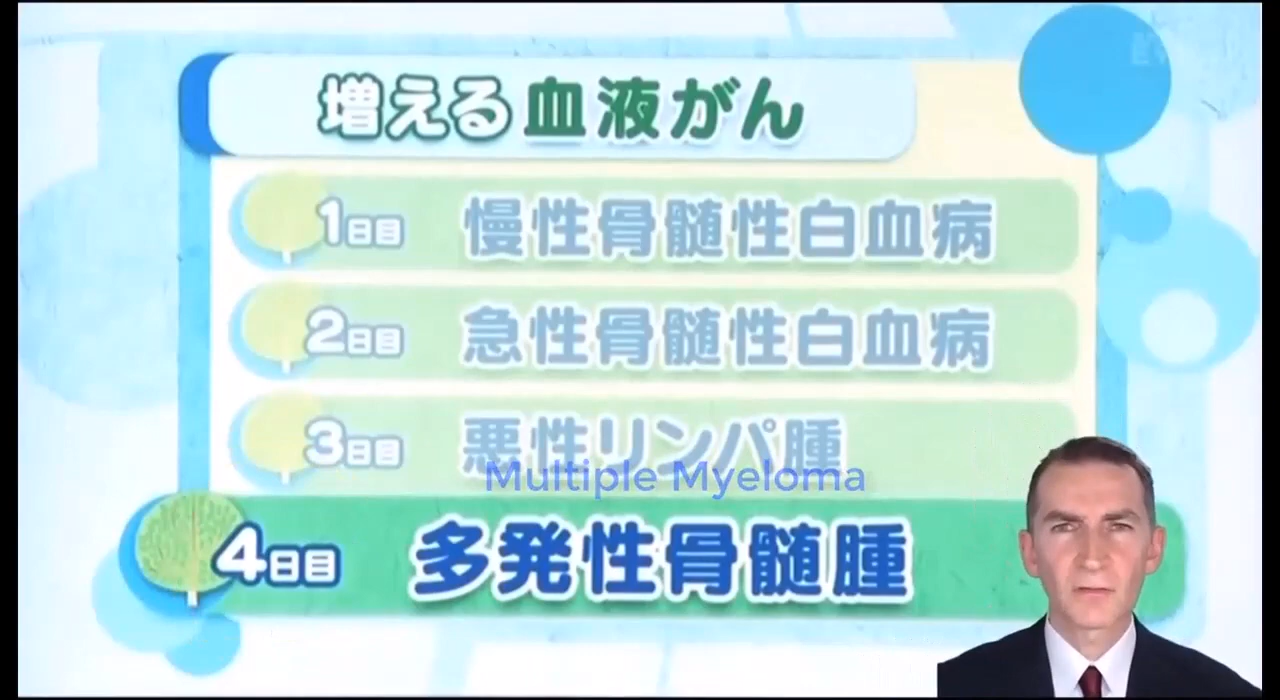 増える血液がん
1日目 慢性骨髄性白血病
2日目 急性骨髄性白血病
3日目 悪性リンパ腫
Multiple Myeloma
4日目 多発性骨髄腫